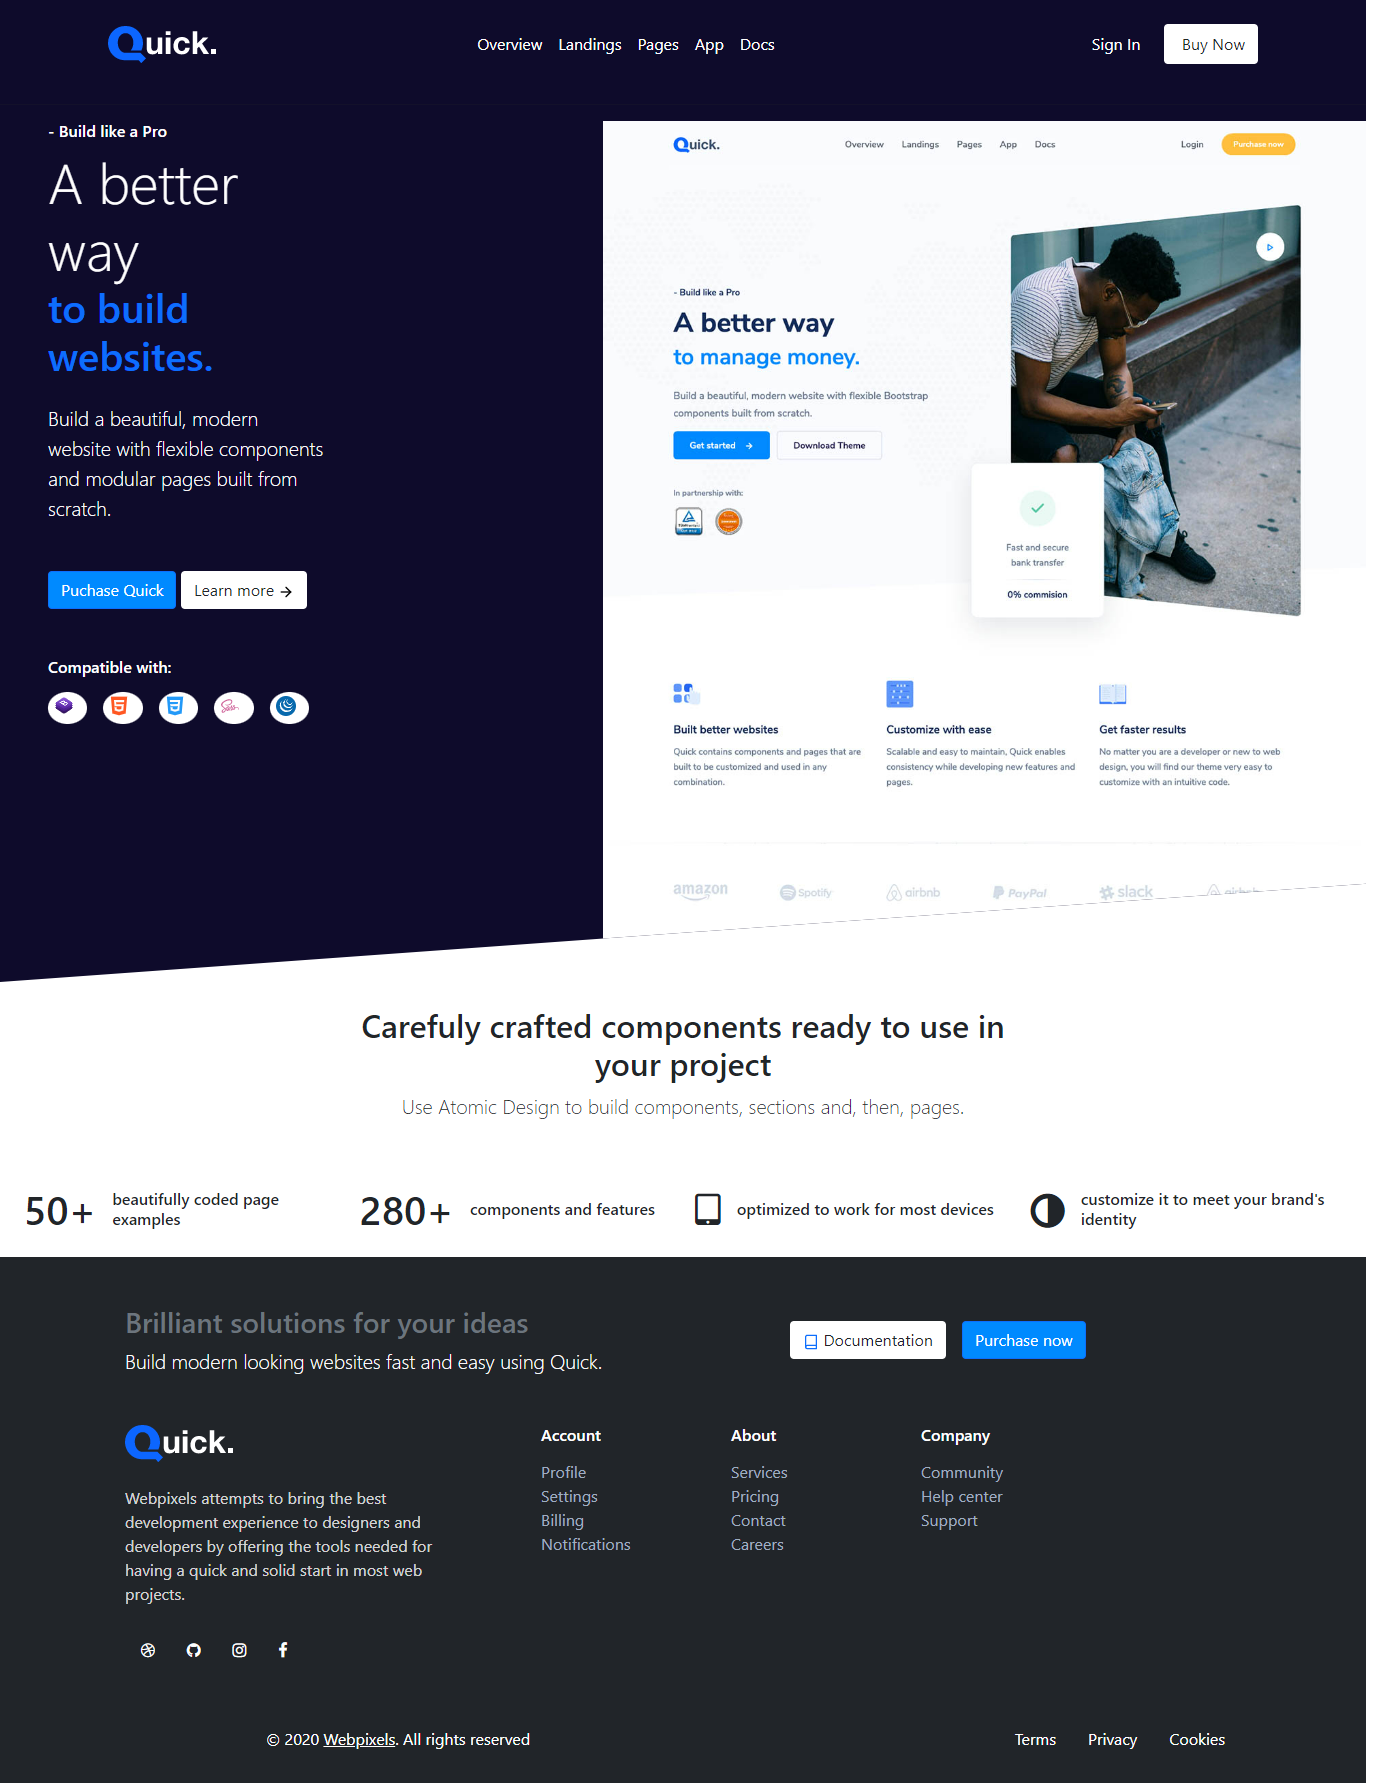 Quick.
Overview Landings Pages App Docs
Sign In
Buy Now
- Build like a Pro
A better
way
to build
websites.
Build a beautiful, modern
website with flexible components
and modular pages built from
scratch.
Puchase Quick
Learn more →
Compatible with:
Sass
Quick.
Overview Landings Pages App Docs
Login
Purchase now
- Build like a Pro
A better way
to manage money.
Build a beautiful, modern website with flexible Bootstrap
components built from scratch.
Get started →
Download Theme
In partnership with:
Fast and secure
bank transfer
0% commision
Built better websites
Quick contains components and pages that are
built to be customized and used in any
combination.
Customize with ease
Scalable and easy to maintain, Quick enables
consistency while developing new features and
pages.
Get faster results
No matter you are a developer or new to web
design, you will find our theme very easy to
customize with an intuitive code.
amazon
Spotify
airbnb
PayPal
slack
airbnb
Carefuly crafted components ready to use in
your project
Use Atomic Design to build components, sections and, then, pages.
50+
beautifully coded page
examples
280+
components and features
optimized to work for most devices
customize it to meet your brand's
identity
Brilliant solutions for your ideas
Build modern looking websites fast and easy using Quick.
Documentation
Purchase now
Quick.
Webpixels attempts to bring the best
development experience to designers and
developers by offering the tools needed for
having a quick and solid start in most web
projects.
Account
Profile
Settings
Billing
Notifications
About
Services
Pricing
Contact
Careers
Company
Community
Help center
Support
© 2020 Webpixels. All rights reserved
Terms
Privacy
Cookies